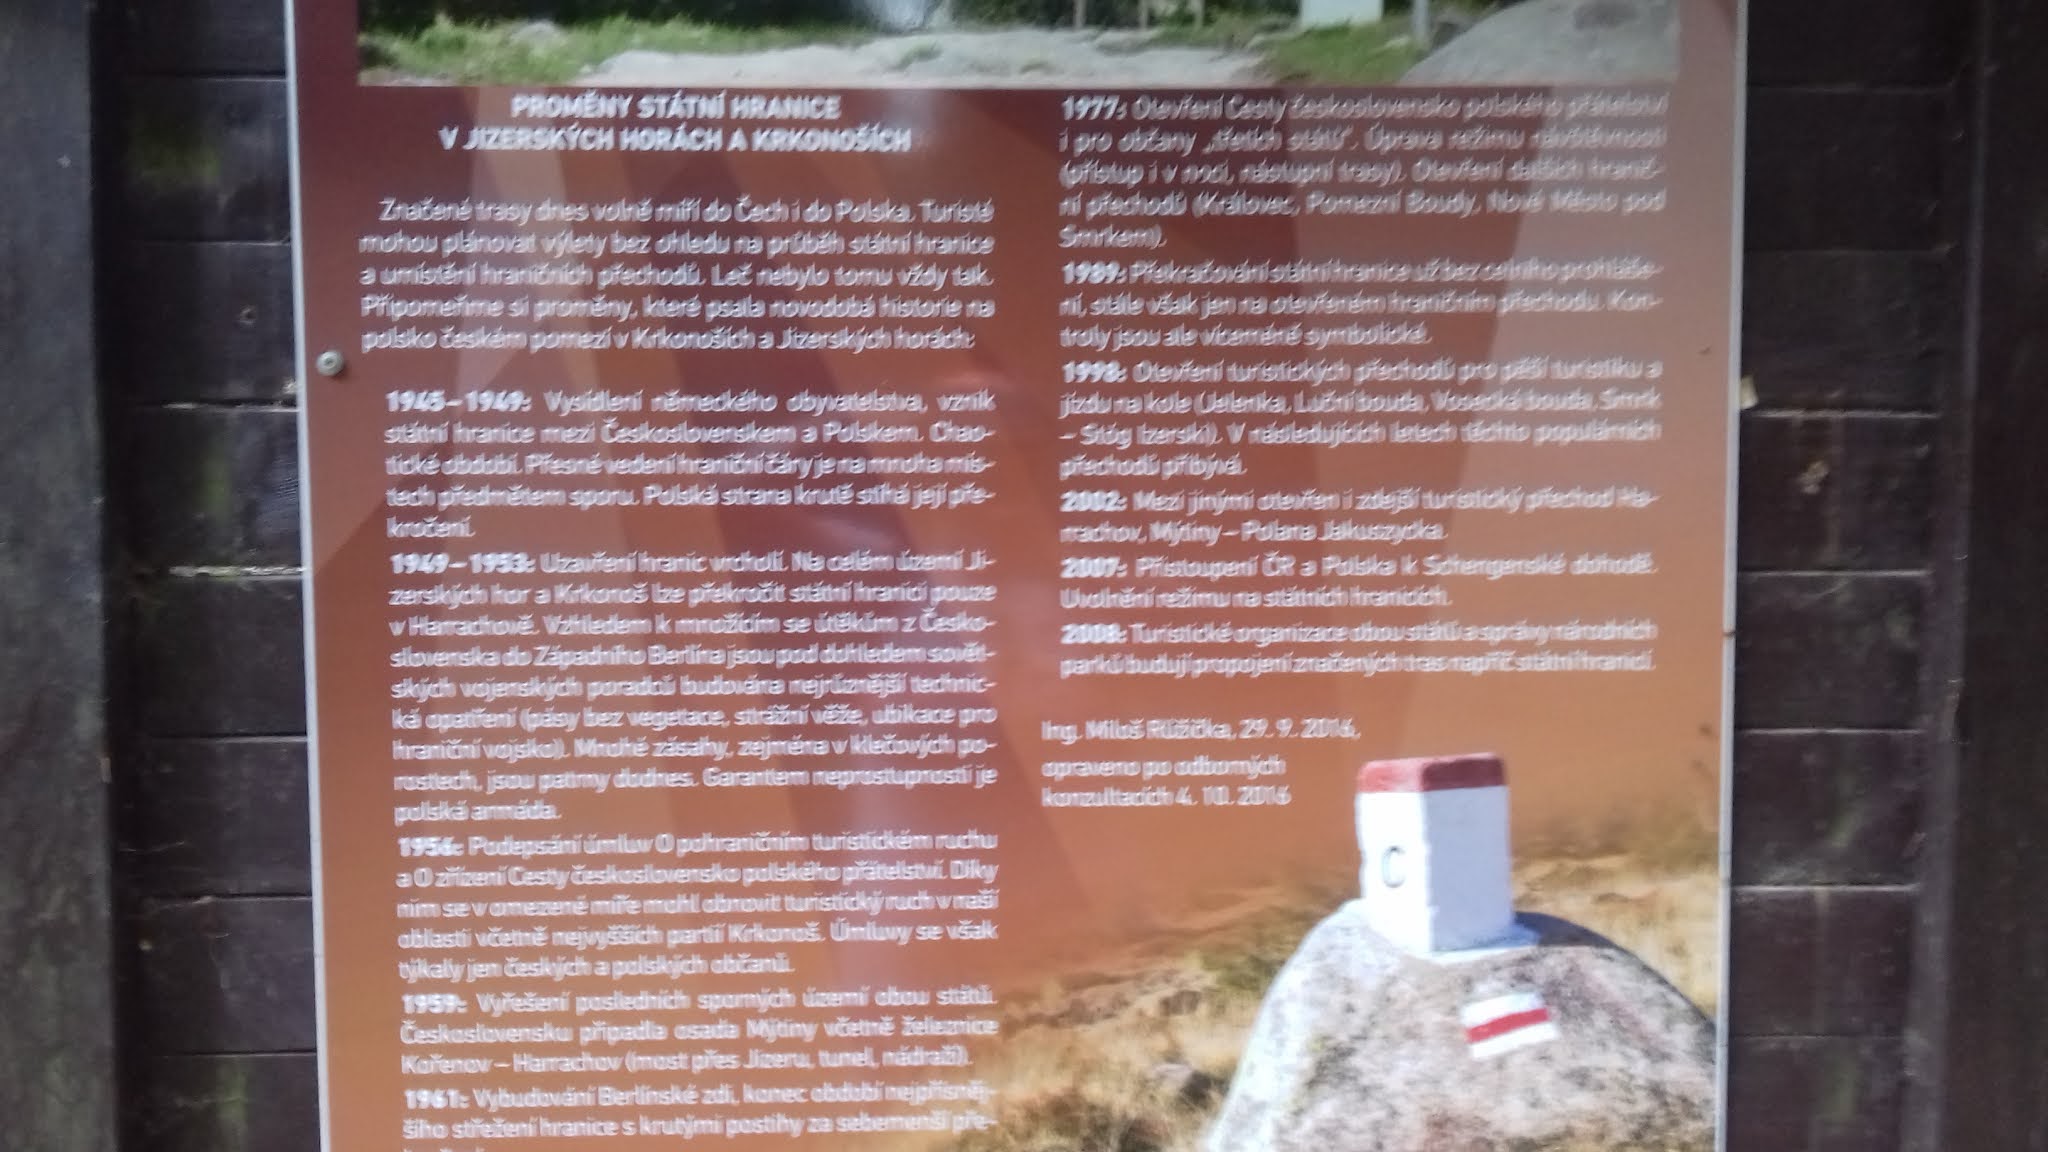 PROMĚNY STÁTNÍ HRANICE
V JIZERSKÝCH HORÁCH A KRKONOŠÍCH
Značené trasy dnes volně míří do Čech i do Polska. Turisté
mohou plánovat výlety bez ohledu na průběh státní hranice
a umístění hraničních přechodů. Leč nebylo tomu vždy tak.
Připomeňme si proměny, které psala novodobá historie na
polsko českém pomezí v Krkonoších a Jizerských horách:
1945–1949: Vysídlení německého obyvatelstva, vznik
státní hranice mezi Československem a Polskem. Chao-
tické období. Přesné vedení hraniční čáry je na mnoha mís-
tech předmětem sporu. Polská strana krutě stíhá její pře-
kročení.
1949–1953: Uzavření hranic vrcholí. Na celém území Ji-
zerských hor a Krkonoš lze překročit státní hranici pouze
v Harrachově. Vzhledem k množícím se útěkům z Česko-
slovenska do Západního Berlína jsou pod dohledem sovět-
ských vojenských poradců budována nejrůznější technic-
ká opatření (pásy bez vegetace, strážní věže, ubikace pro
hraniční vojsko). Mnohé zásahy, zejména v klečových po-
rostech, jsou patrny dodnes. Garantem neprostupnosti je
polská armáda.
1956: Podepsání úmluv O pohraničním turistickém ruchu
a O zřízení Cesty československo polského přátelství. Díky
nim se v omezené míře mohl obnovit turistický ruch v naší
oblasti včetně nejvyšších partií Krkonoš. Úmluvy se však
týkaly jen českých a polských občanů.
1959: Vyřešení posledních sporných území obou států.
Československu připadla osada Mýtiny včetně železnice
Kořenov – Harrachov (most přes Jizeru, tunel, nádraží).
1961: Vybudování Berlínské zdi, konec období nejpřísněj-
šího střežení hranice s krutými postihy za sebemenší pře-
1977: Otevření Cesty československo polského přátelství
i pro občany „třetích států“. Úprava režimu návštěvnosti
(přístup i v noci, nástupní trasy). Otevření dalších hranič-
ní přechodů (Královec, Pomezní Boudy, Nové Město pod
Smrkem).
1989: Překračování státní hranice už bez celního prohláše-
ní, stále však jen na otevřeném hraničním přechodu. Kon-
troly jsou ale víceméně symbolické.
1998: Otevření turistických přechodů pro pěší turistiku a
jízdu na kole (Jelenka, Luční bouda, Vosecká bouda, Smrk
– Stóg Izerski). V následujících letech těchto populárních
přechodů přibývá.
2002: Mezi jinými otevřen i zdejší turistický přechod Ha-
rrachov, Mýtiny – Polana Jakuszycka.
2007: Přistoupení ČR a Polska k Schengenské dohodě.
Uvolnění režimu na státních hranicích.
2008: Turistické organizace obou států a správy národních
parků budují propojení značených tras napříč státní hranicí.
Ing. Miloš Růžička, 29. 9. 2016,
opraveno po odborných
konzultacích 4. 10. 2016
C